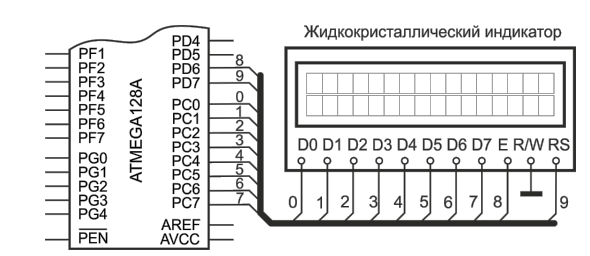 Жидкокристаллический индикатор
PF1
PF2
PF3
PF4
PF5
PF6
PF7
PG0
PG1
PG2
PG3
PG4
PEN
ATMEGA128A
PD4
PD5
PD6 8
PD7 9
PC0 0
PC1 1
PC2 2
PC3 3
PC4 4
PC5 5
PC6 6
PC7 7
AREF
AVCC
D0 D1 D2 D3 D4 D5 D6 D7 E R/W RS
0 1 2 3 4 5 6 7 8 9